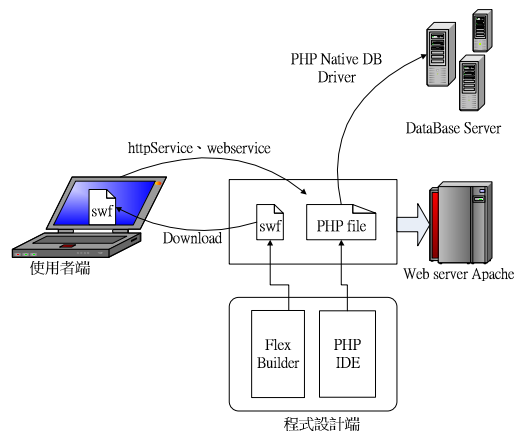 PHP Native DB
Driver
DataBase Server
httpService、webservice
swf
Download
swf
PHP file
使用者端
Web server Apache
Flex
Builder
PHP
IDE
程式設計端